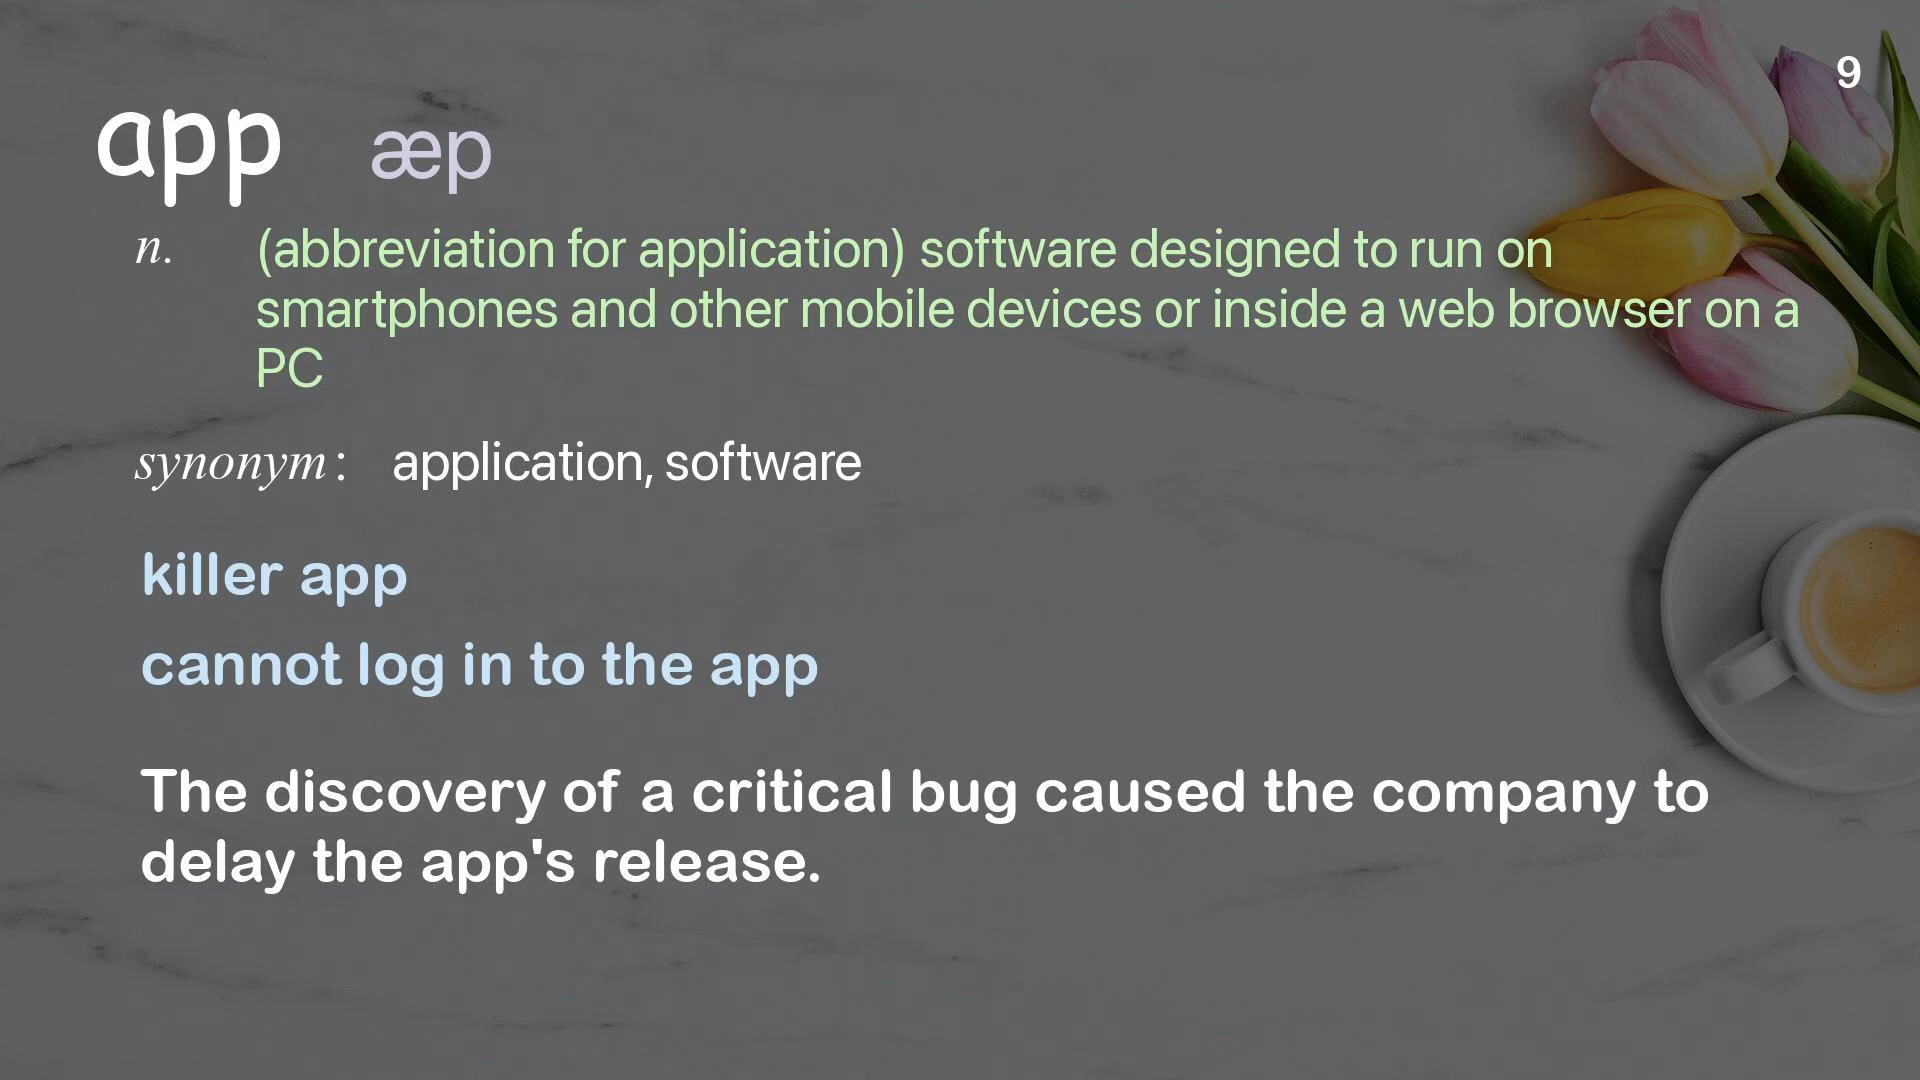 9
app æp
n. (abbreviation for application) software designed to run on
smartphones and other mobile devices or inside a web browser on a
PC
synonym: application, software
killer app
cannot log in to the app
The discovery of a critical bug caused the company to
delay the app's release.